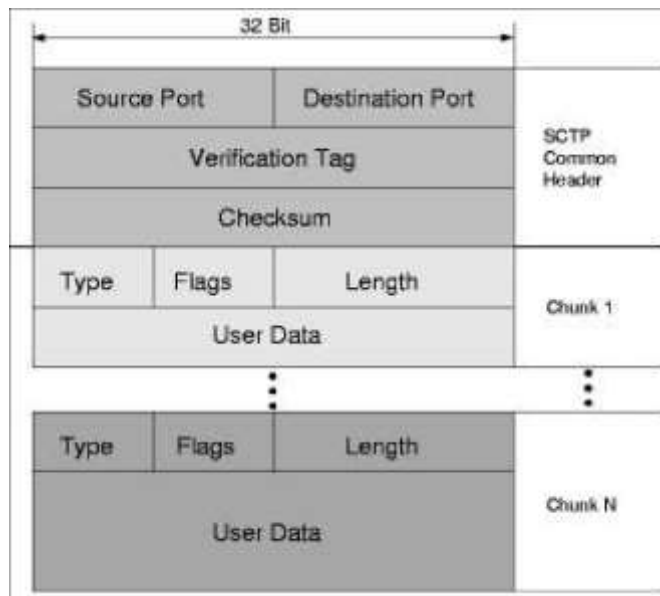 32 Bit
Source Port Destination Port
SCTP
Common
Header
Verification Tag
Checksum
Type Flags Length
Chunk 1
User Data
Type Flags Length
Chunk N
User Data